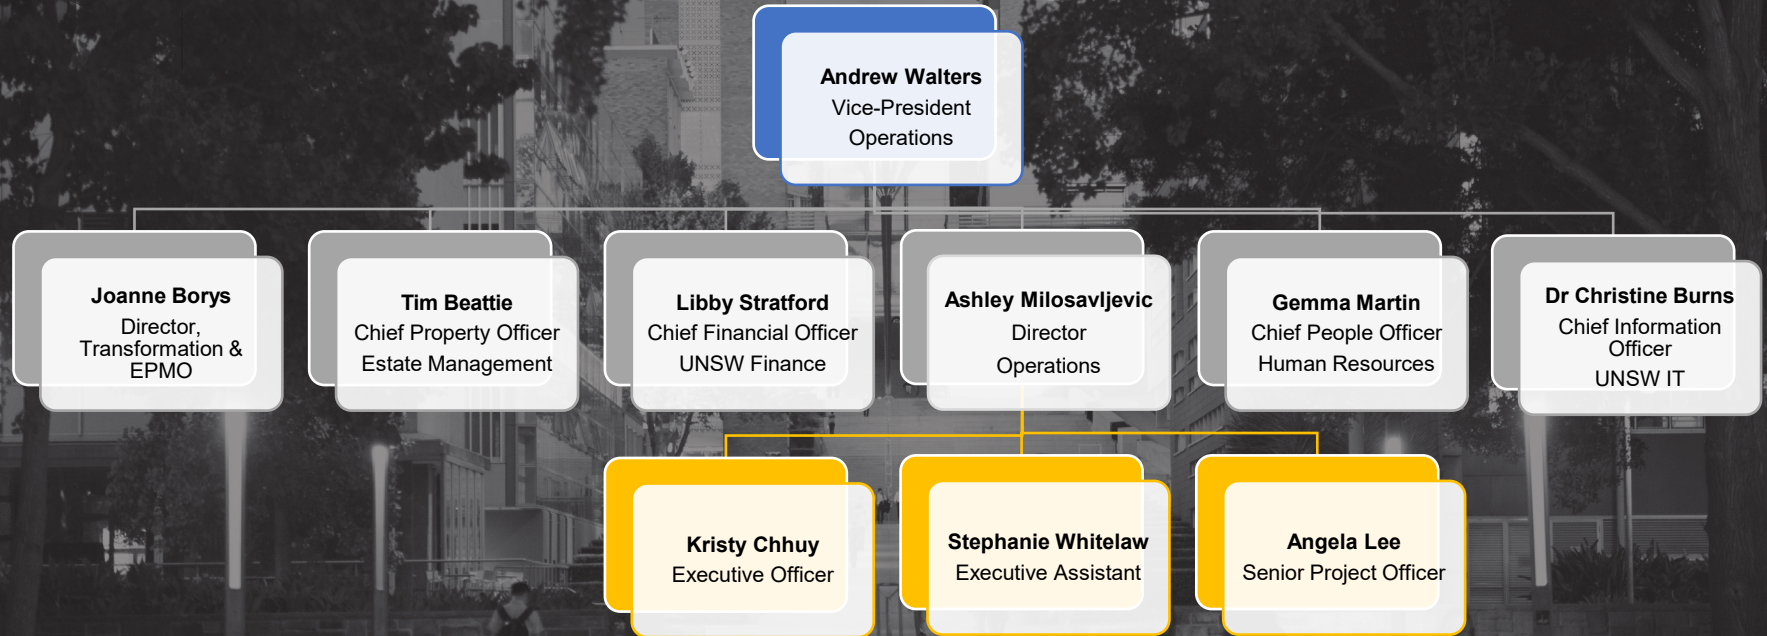 Andrew Walters
Vice-President
Operations
Joanne Borys
Director,
Transformation &
EPMO
Tim Beattie
Chief Property Officer
Estate Management
Libby Stratford
Chief Financial Officer
UNSW Finance
Ashley Milosavljevic
Director
Operations
Gemma Martin
Chief People Officer
Human Resources
Dr Christine Burns
Chief Information
Officer
UNSW IT
Kristy Chhuy
Executive Officer
Stephanie Whitelaw
Executive Assistant
Angela Lee
Senior Project Officer